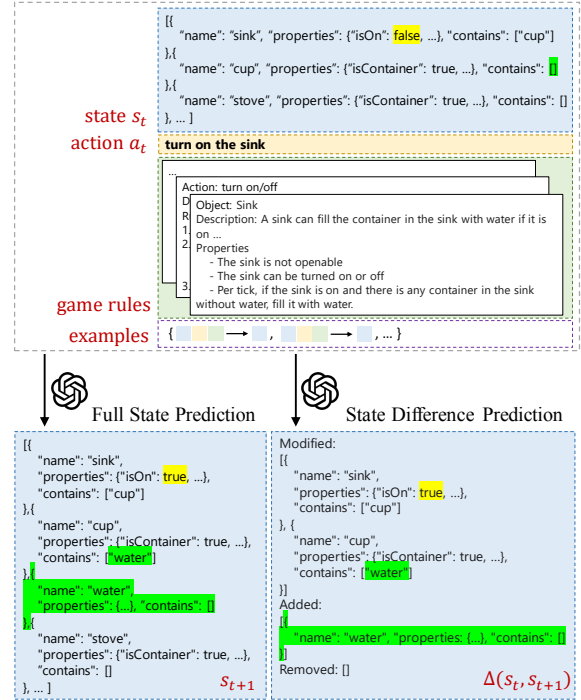 [{
"name": "sink", "properties": {"isOn": false, …}, "contains": ["cup"]
},{
"name": "cup", "properties": {"isContainer": true, …}, "contains": []
},{
"name": "stove", "properties": {"isContainer": true, …}, "contains": []
}, … ]
state s_t
action a_t
turn on the sink
...
Action: turn on/off
D
R
1.
2.
3.
Object: Sink
Description: A sink can fill the container in the sink with water if it is
on …
Properties
- The sink is not openable
- The sink can be turned on or off
- Per tick, if the sink is on and there is any container in the sink
without water, fill it with water.
game rules
examples
{ → , → , … }
Full State Prediction
State Difference Prediction
[{
"name": "sink",
"properties": {"isOn": true, …},
"contains": ["cup"]
},{
"name": "cup",
"properties": {"isContainer": true, …},
"contains": ["water"]
},{
"name": "water",
"properties": {…}, "contains": []
},{
"name": "stove",
"properties": {"isContainer": true, …},
"contains": []
}, … ]
s_{t+1}
Modified:
[{
"name": "sink",
"properties": {"isOn": true, …},
"contains": ["cup"]
}, {
"name": "cup",
"properties": {"isContainer": true, …},
"contains": ["water"]
}]
Added:
[{
"name": "water", "properties: {…}, "contains": []
}]
Removed: []
Δ(s_t, s_{t+1})